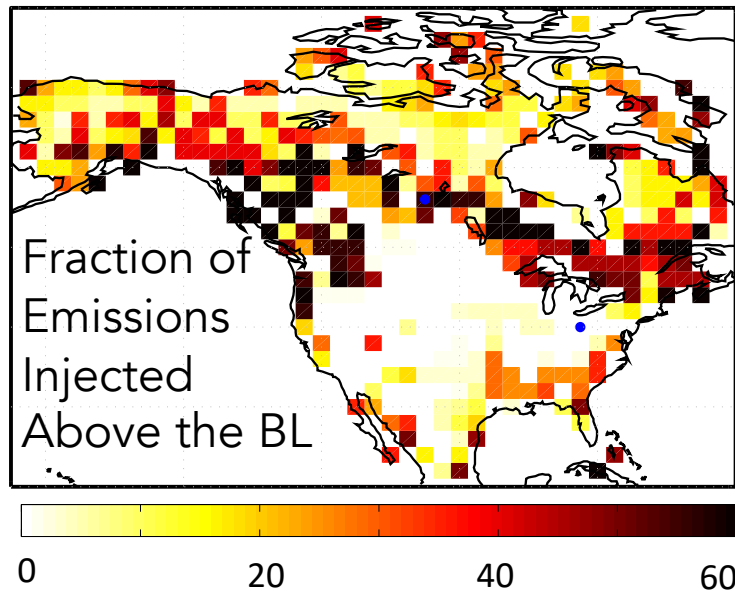 Fraction of
Emissions
Injected
Above the BL
0 20 40 60